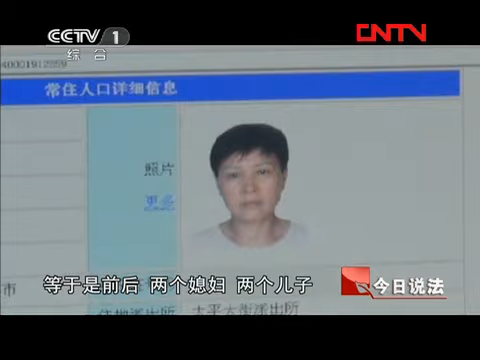 CCTV 1
综合
CNTV
常住人口详细信息
照片
更多
等于是前后 两个媳妇 两个儿子
市
太平大街派出所
今日说法